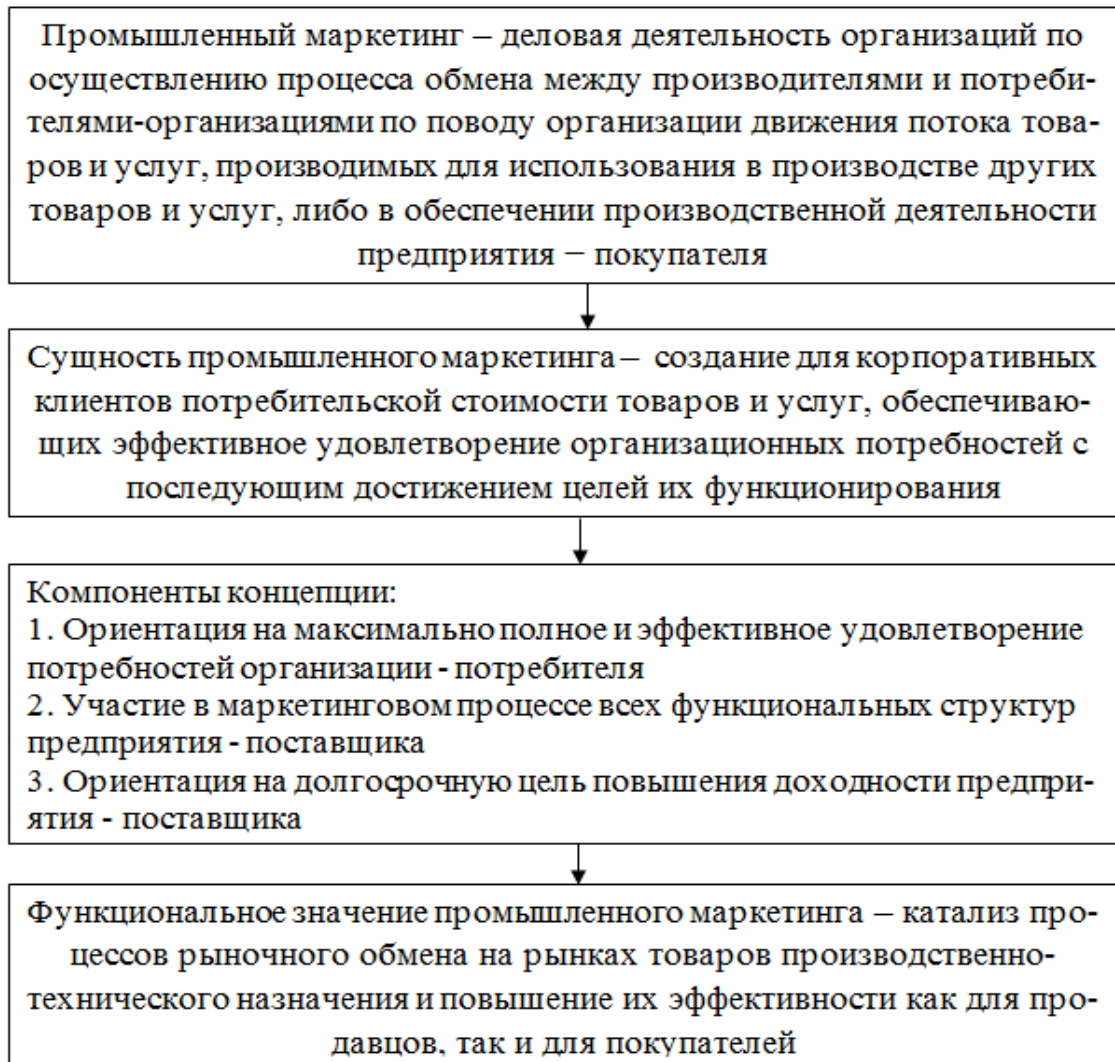 Промышленный маркетинг – деловая деятельность организаций по
осуществлению процесса обмена между производителями и потреби-
телями-организациями по поводу организации движения потока това-
ров и услуг, производимых для использования в производстве других
товаров и услуг, либо в обеспечении производственной деятельности
предприятия – покупателя
Сущность промышленного маркетинга – создание для корпоративных
клиентов потребительской стоимости товаров и услуг, обеспечиваю-
щих эффективное удовлетворение организационных потребностей с
последующим достижением целей их функционирования
Компоненты концепции:
1. Ориентация на максимально полное и эффективное удовлетворение
потребностей организации - потребителя
2. Участие в маркетинговом процессе всех функциональных структур
предприятия - поставщика
3. Ориентация на долгосрочную цель повышения доходности предпри-
ятия - поставщика
Функциональное значение промышленного маркетинга – катализ про-
цессов рыночного обмена на рынках товаров производственно-
технического назначения и повышение их эффективности как для про-
давцов, так и для покупателей